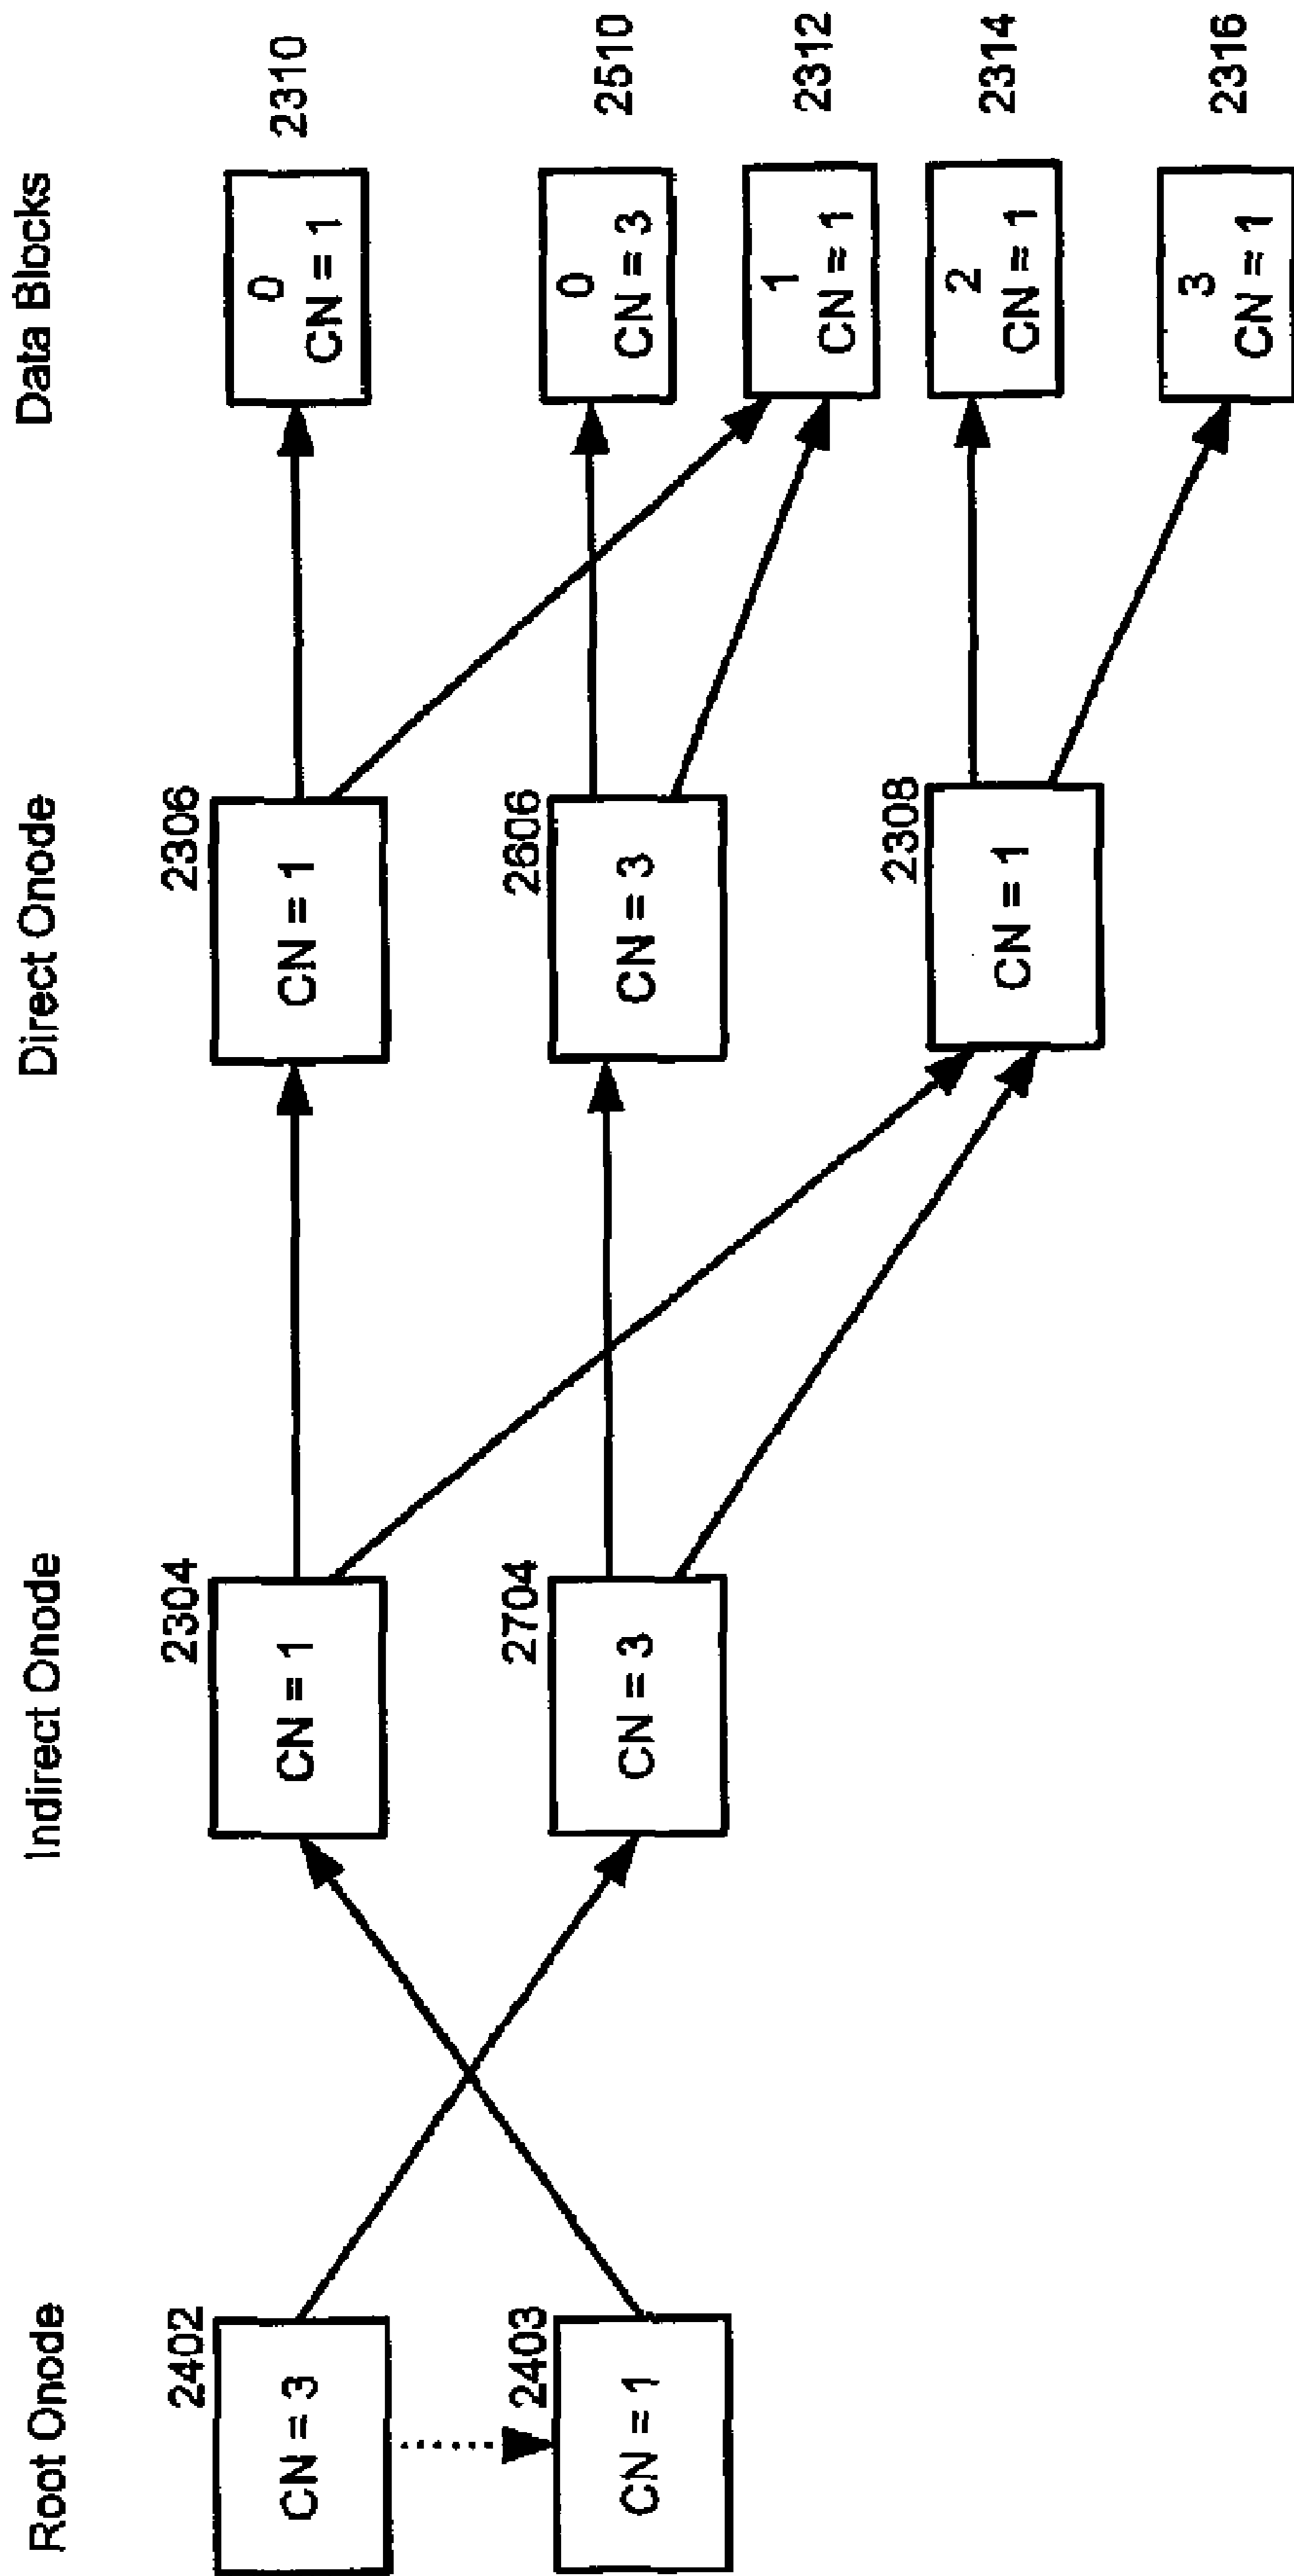 Root Onode
Indirect Onode
Direct Onode
Data Blocks
2402
CN = 3
2403
CN = 1
2304
CN = 1
2704
CN = 3
2306
CN = 1
2606
CN = 3
2308
CN = 1
0
CN = 1
2310
0
CN = 3
2510
1
CN = 1
2312
2
CN = 1
2314
3
CN = 1
2316